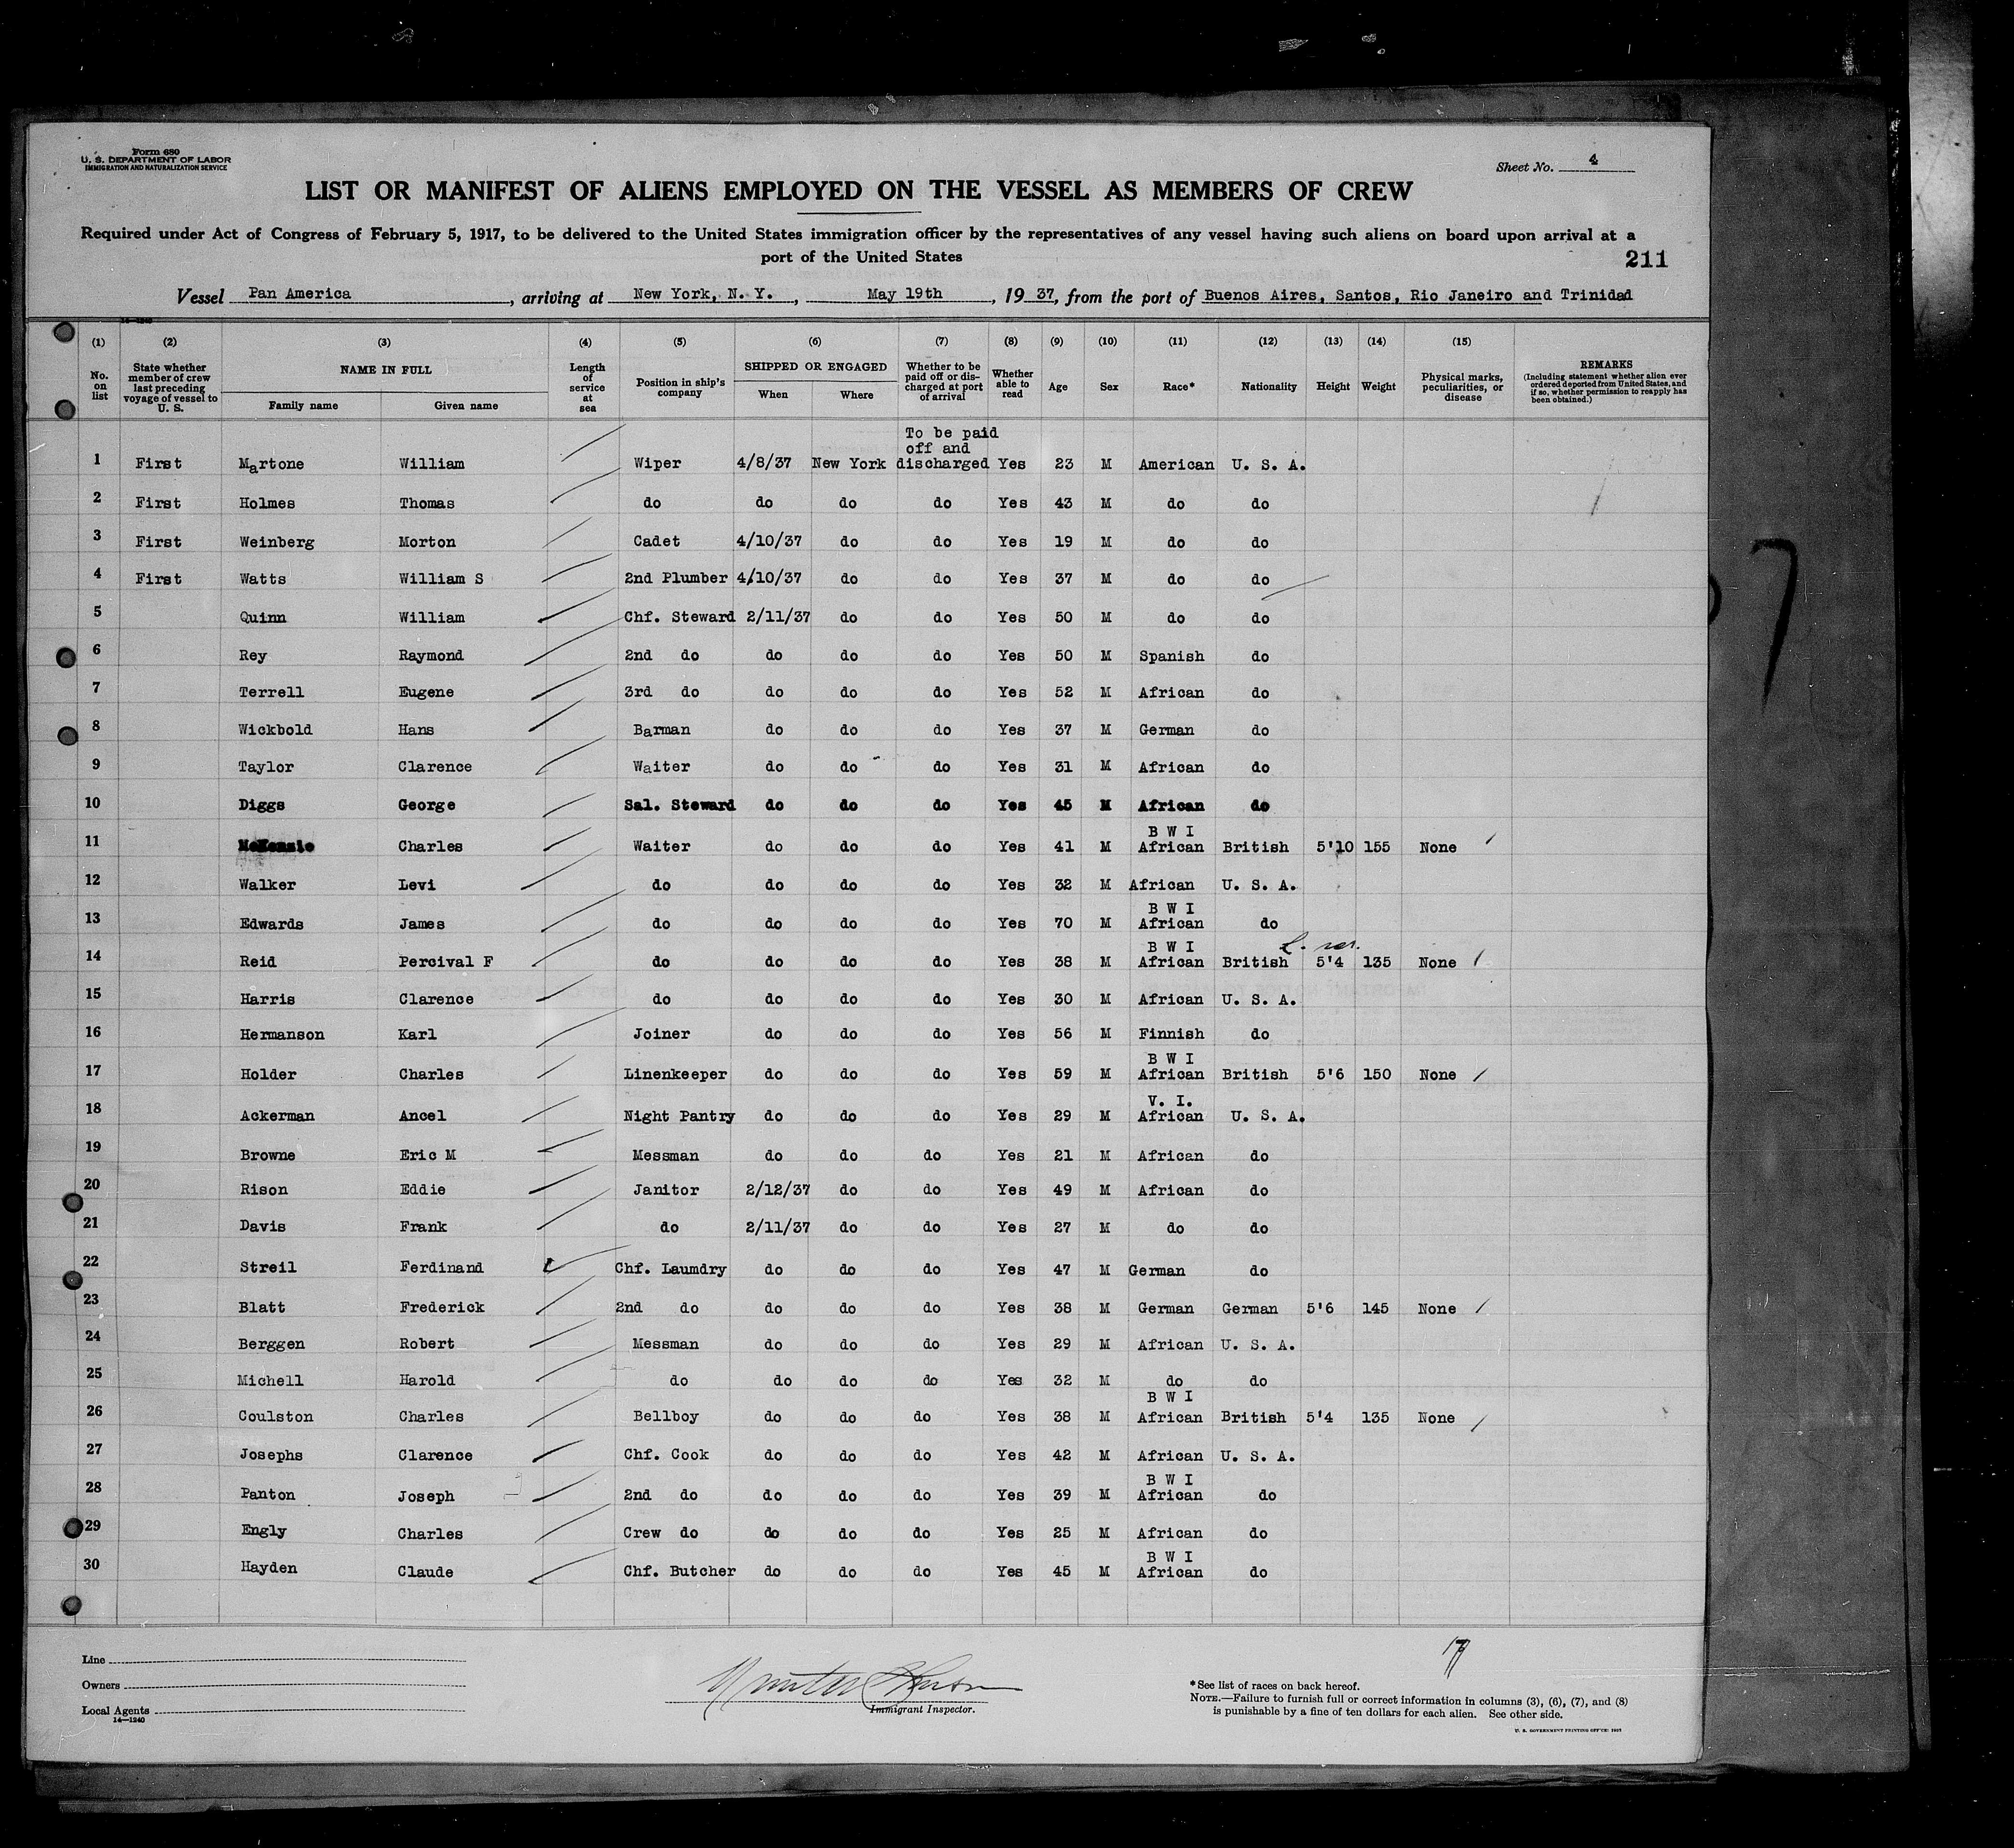 Form 680
U. S. DEPARTMENT OF LABOR
IMMIGRATION AND NATURALIZATION SERVICE
Sheet No. 4
LIST OR MANIFEST OF ALIENS EMPLOYED ON THE VESSEL AS MEMBERS OF CREW
Required under Act of Congress of February 5, 1917, to be delivered to the United States immigration officer by the representatives of any vessel having such aliens on board upon arrival at a
port of the United States
211
Vessel Pan America, arriving at New York, N. Y., May 19th, 1937, from the port of Buenos Aires, Santos, Rio Janeiro and Trinidad
(1) (2) (3) (4) (5) (6) (7) (8) (9) (10) (11) (12) (13) (14) (15)
No. on list State whether member of crew last preceding voyage of vessel to U. S. NAME IN FULL Family name Given name Length of service at sea Position in ship's company SHIPPED OR ENGAGED When Where Whether to be paid off or discharged at port of arrival Whether able to read Age Sex Race* Nationality Height Weight Physical marks, peculiarities, or disease REMARKS (Including statement whether alien ever ordered deported from United States, and if so, whether permission to reapply has been obtained.)
To be paid
off and
1 First Martone William Wiper 4/8/37 New York discharged Yes 23 M American U. S. A.
2 First Holmes Thomas do do do do Yes 43 M do do
3 First Weinberg Morton Cadet 4/10/37 do do Yes 19 M do do
4 First Watts William S 2nd Plumber 4/10/37 do do Yes 37 M do do
5 Quinn William Chf. Steward 2/11/37 do do Yes 50 M do do
6 Rey Raymond 2nd do do do do Yes 50 M Spanish do
7 Terrell Eugene 3rd do do do do Yes 52 M African do
8 Wickbold Hans Barman do do do Yes 37 M German do
9 Taylor Clarence Waiter do do do Yes 31 M African do
10 Diggs George Sal. Steward do do do Yes 45 M African do
B W I
11 McKenzie Charles Waiter do do do Yes 41 M African British 5'10 155 None
12 Walker Levi do do do do Yes 32 M African U. S. A.
B W I
13 Edwards James do do do do Yes 70 M African do
B W I
14 Reid Percival F do do do do Yes 38 M African British 5'4 135 None
15 Harris Clarence do do do do Yes 30 M African U. S. A.
16 Hermanson Karl Joiner do do do Yes 56 M Finnish do
B W I
17 Holder Charles Linenkeeper do do do Yes 59 M African British 5'6 150 None
V. I.
18 Ackerman Ancel Night Pantry do do do Yes 29 M African U. S. A.
19 Browne Eric M Messman do do do Yes 21 M African do
20 Rison Eddie Janitor 2/12/37 do do Yes 49 M African do
21 Davis Frank do 2/11/37 do do Yes 27 M do do
22 Streil Ferdinand Chf. Laumdry do do do Yes 47 M German do
23 Blatt Frederick 2nd do do do do Yes 38 M German German 5'6 145 None
24 Berggen Robert Messman do do do Yes 29 M African U. S. A.
25 Michell Harold do do do do Yes 32 M do do
B W I
26 Coulston Charles Bellboy do do do Yes 38 M African British 5'4 135 None
27 Josephs Clarence Chf. Cook do do do Yes 42 M African U. S. A.
B W I
28 Panton Joseph 2nd do do do do Yes 39 M African do
29 Engly Charles Crew do do do do Yes 25 M African do
B W I
30 Hayden Claude Chf. Butcher do do do Yes 45 M African do
Line
Owners
Local Agents
14—1240
Immigrant Inspector.
*See list of races on back hereof.
NOTE.—Failure to furnish full or correct information in columns (3), (6), (7), and (8)
is punishable by a fine of ten dollars for each alien. See other side.